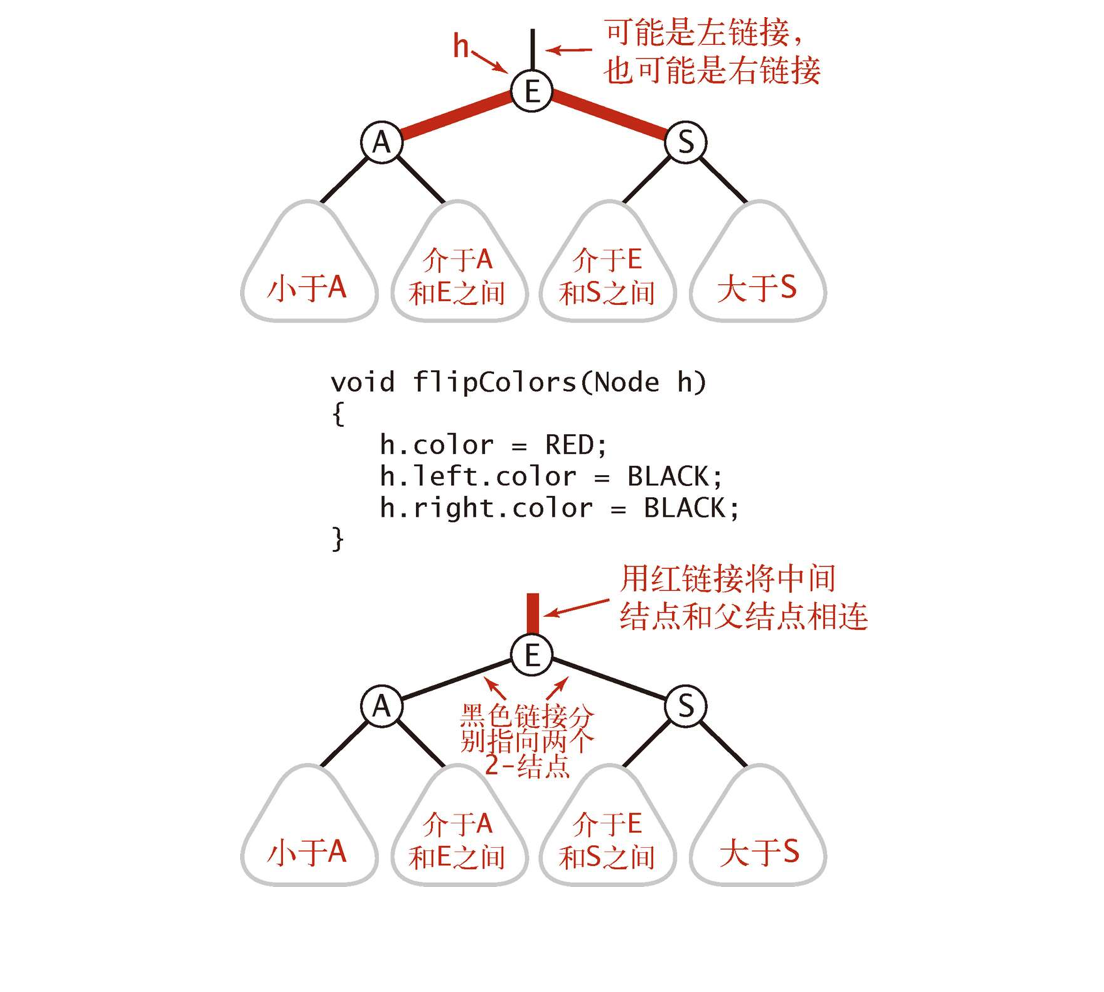 可能是左链接，
h
也可能是右链接
E
A
S
小于A
介于A
和E之间
介于E
和S之间
大于S
void flipColors(Node h)
{
   h.color = RED;
   h.left.color = BLACK;
   h.right.color = BLACK;
}
用红链接将中间
结点和父结点相连
E
A
S
黑色链接分
别指向两个
2-结点
小于A
介于A
和E之间
介于E
和S之间
大于S